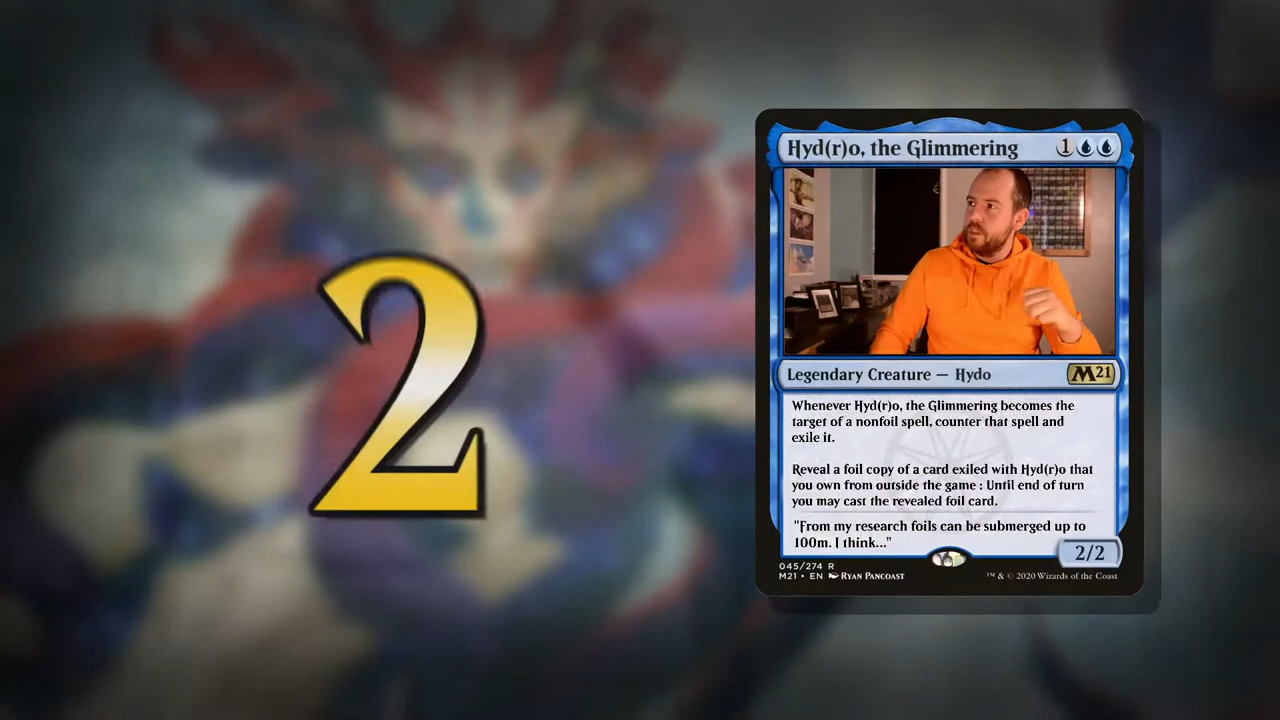 2
Hyd(r)o, the Glimmering 1
Legendary Creature — Hydo M21
Whenever Hyd(r)o, the Glimmering becomes the
target of a nonfoil spell, counter that spell and
exile it.
Reveal a foil copy of a card exiled with Hyd(r)o that
you own from outside the game : Until end of turn
you may cast the revealed foil card.
"From my research foils can be submerged up to
100m. I think..."
2/2
045/274 R
M21 • EN RYAN PANCOAST ™ & © 2020 Wizards of the Coast